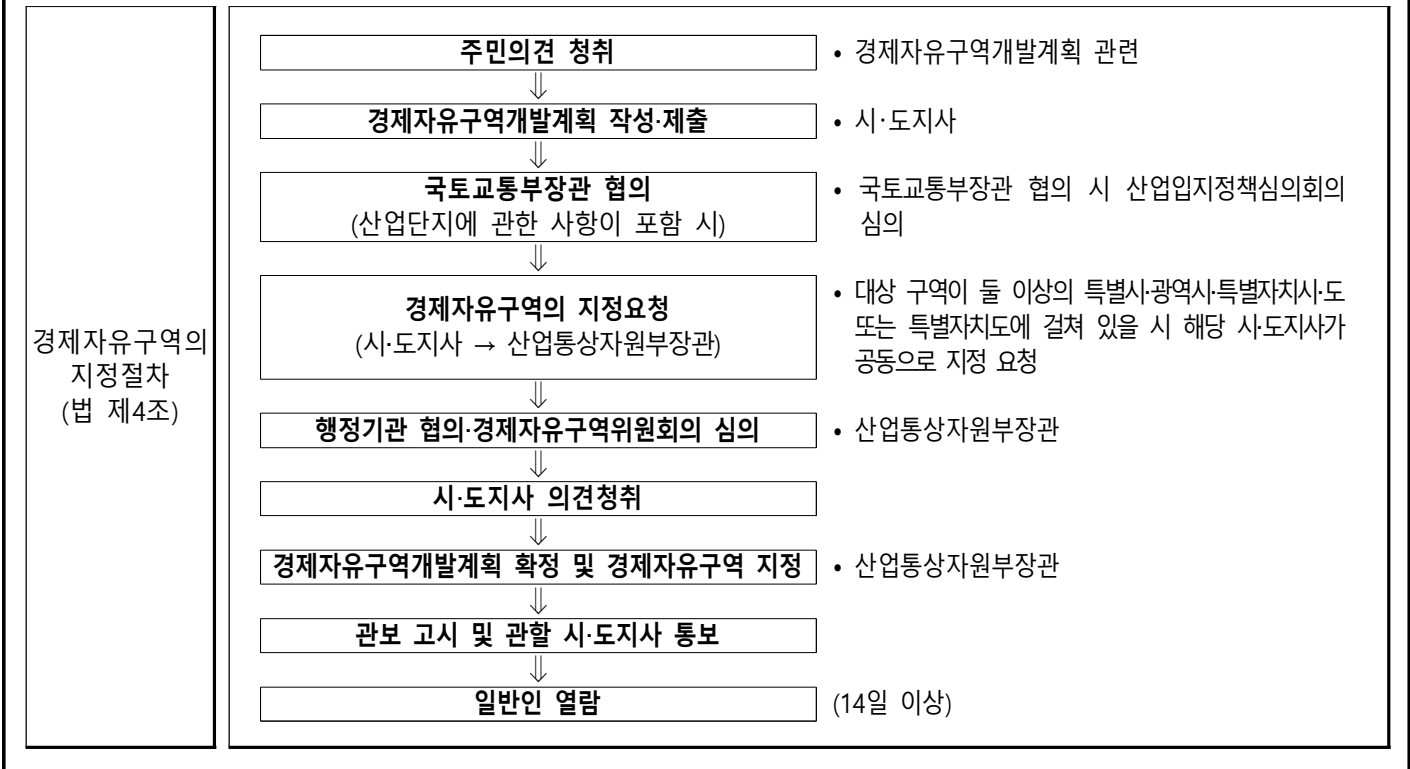 경제자유구역의
지정절차
(법 제4조)
주민의견 청취
• 경제자유구역개발계획 관련
⇓
경제자유구역개발계획 작성·제출
• 시·도지사
⇓
국토교통부장관 협의
(산업단지에 관한 사항이 포함 시)
• 국토교통부장관 협의 시 산업입지정책심의회의
심의
⇓
경제자유구역의 지정요청
(시·도지사 → 산업통상자원부장관)
• 대상 구역이 둘 이상의 특별시·광역시·특별자치시·도
또는 특별자치도에 걸쳐 있을 시 해당 시·도지사가
공동으로 지정 요청
⇓
행정기관 협의·경제자유구역위원회의 심의
• 산업통상자원부장관
⇓
시·도지사 의견청취
⇓
경제자유구역개발계획 확정 및 경제자유구역 지정
• 산업통상자원부장관
⇓
관보 고시 및 관할 시·도지사 통보
⇓
일반인 열람
(14일 이상)